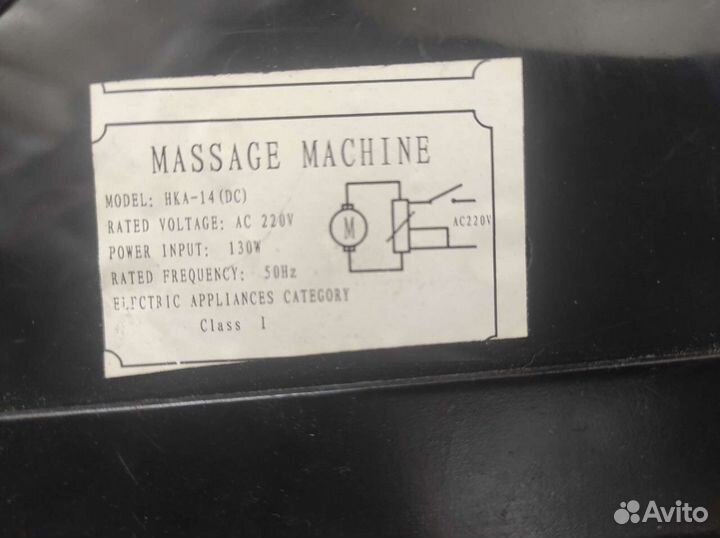 MASSAGE MACHINE
MODEL: HKA-14(DC)
RATED VOLTAGE: AC 220V
POWER INPUT: 130W
RATED FREQUENCY: 50Hz
ELECTRIC APPLIANCES CATEGORY
Class I
M
AC220V
Avito